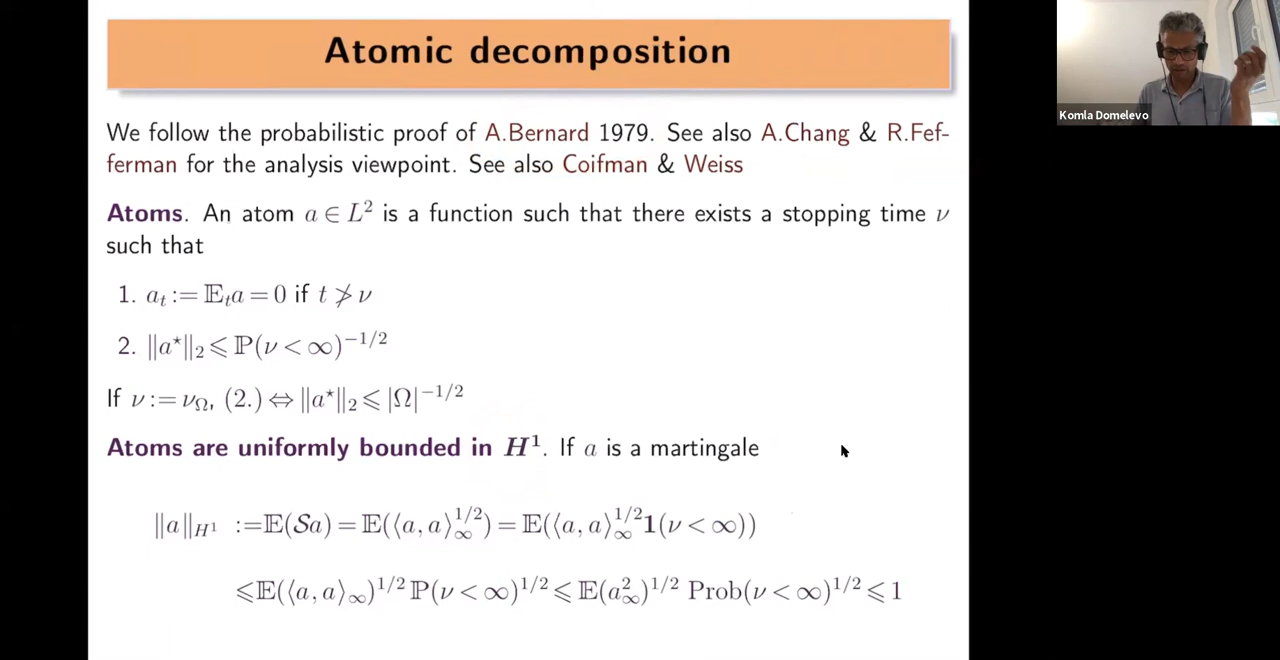 Atomic decomposition
We follow the probabilistic proof of A.Bernard 1979. See also A.Chang & R.Fef-
ferman for the analysis viewpoint. See also Coifman & Weiss
Atoms. An atom a ∈ L² is a function such that there exists a stopping time ν
such that
1. aₜ := 𝔼ₜa = 0 if t ≯ ν
2. ‖a*‖₂ ⩽ ℙ(ν < ∞)^{-1/2}
If ν := ν_Ω, (2.) ⇔ ‖a*‖₂ ⩽ |Ω|^{-1/2}
Atoms are uniformly bounded in H¹. If a is a martingale
‖a‖_{H¹} := 𝔼(𝒮a) = 𝔼(⟨a, a⟩_∞^{1/2}) = 𝔼(⟨a, a⟩_∞^{1/2} 𝟏(ν < ∞))
⩽ 𝔼(⟨a, a⟩_∞)^{1/2} ℙ(ν < ∞)^{1/2} ⩽ 𝔼(a_∞²)^{1/2} Prob(ν < ∞)^{1/2} ⩽ 1
Komla Domelevo